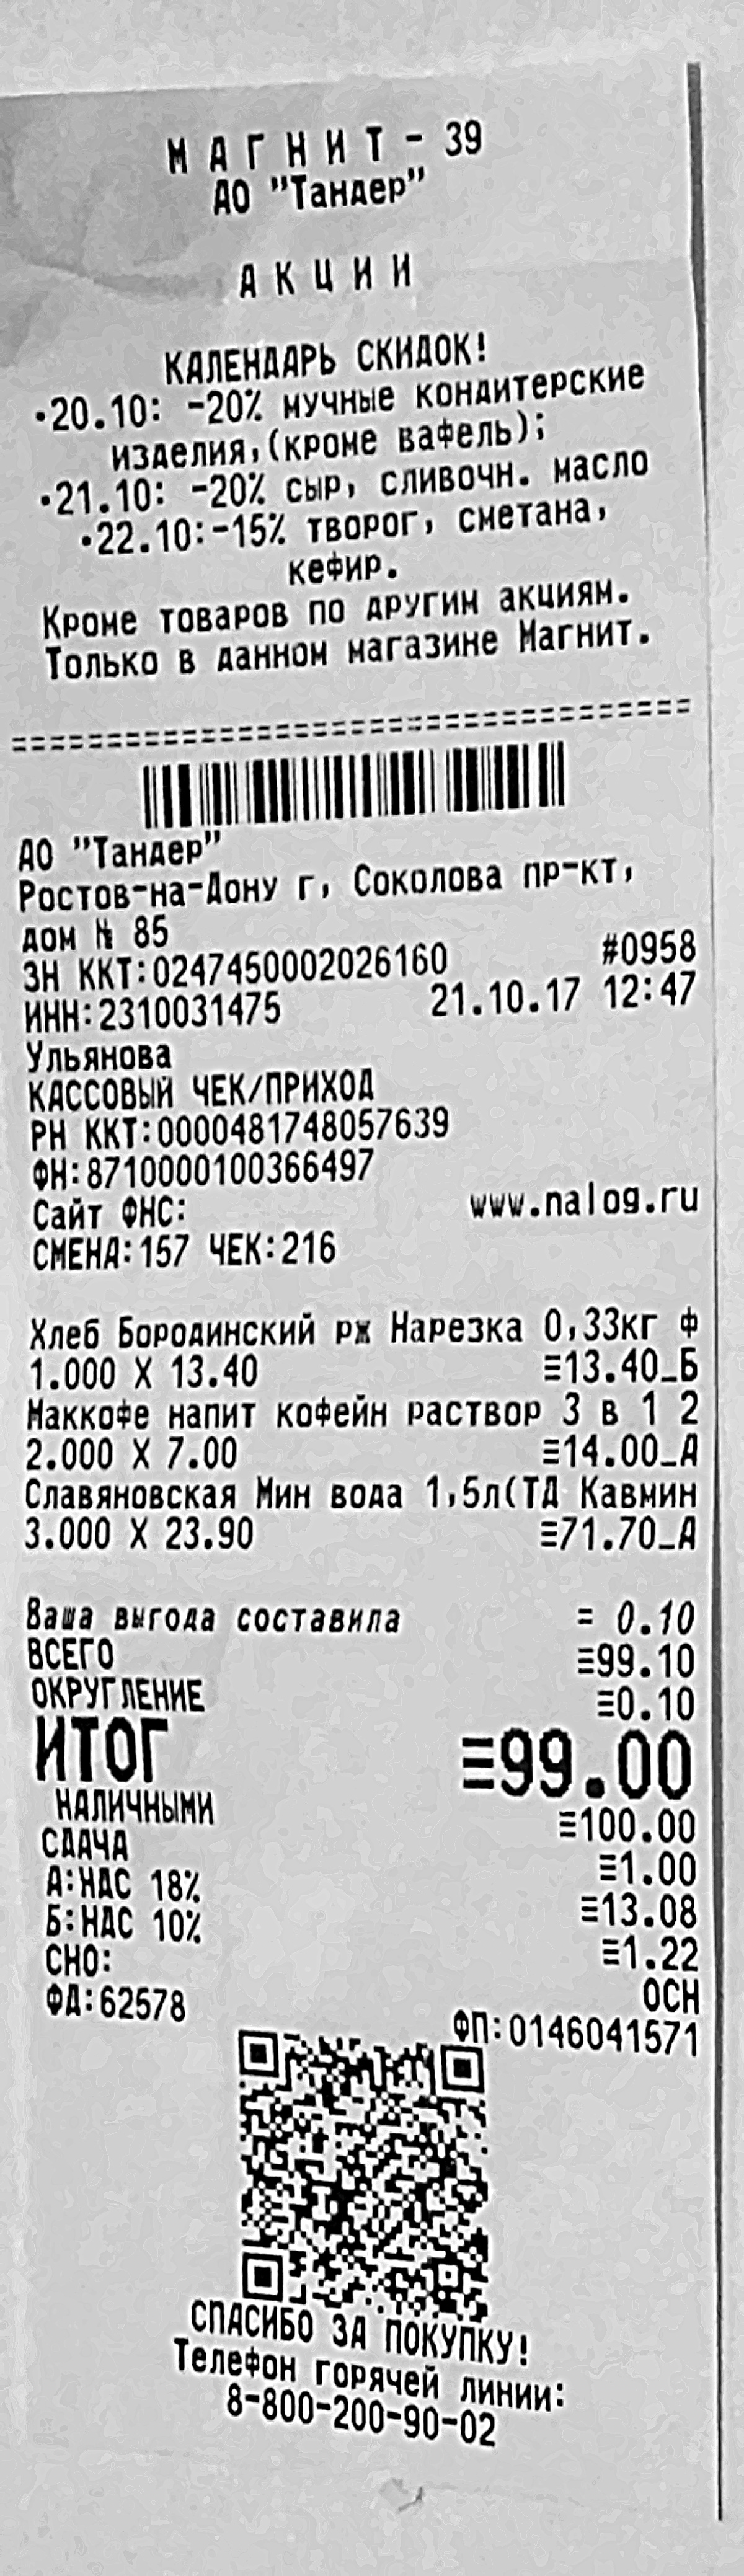 МАГНИТ - 39
АО "Тандер"
АКЦИИ
КАЛЕНДАРЬ СКИДОК!
·20.10: -20% мучные кондитерские
изделия,(кроме вафель);
·21.10: -20% сыр, сливочн. масло
·22.10:-15% творог, сметана,
кефир.
Кроме товаров по другим акциям.
Только в данном магазине Магнит.
===================================
АО "Тандер"
Ростов-на-Дону г, Соколова пр-кт,
дом № 85
ЗН ККТ:0247450002026160 #0958
ИНН:2310031475 21.10.17 12:47
Ульянова
КАССОВЫЙ ЧЕК/ПРИХОД
РН ККТ:0000481748057639
ФН:8710000100366497
Сайт ФНС: www.nalog.ru
СМЕНА:157 ЧЕК:216
Хлеб Бородинский рж Нарезка 0,33кг ф
1.000 X 13.40 ≡13.40_Б
Маккофе напит кофейн раствор 3 в 1 2
2.000 X 7.00 ≡14.00_А
Славяновская Мин вода 1,5л(ТД Кавмин
3.000 X 23.90 ≡71.70_А
Ваша выгода составила = 0.10
ВСЕГО ≡99.10
ОКРУГЛЕНИЕ ≡0.10
ИТОГ ≡99.00
НАЛИЧНЫМИ ≡100.00
СДАЧА ≡1.00
А:НДС 18% ≡13.08
Б:НДС 10% ≡1.22
СНО: ОСН
ФД:62578 ФП:0146041571
СПАСИБО ЗА ПОКУПКУ!
Телефон горячей линии:
8-800-200-90-02